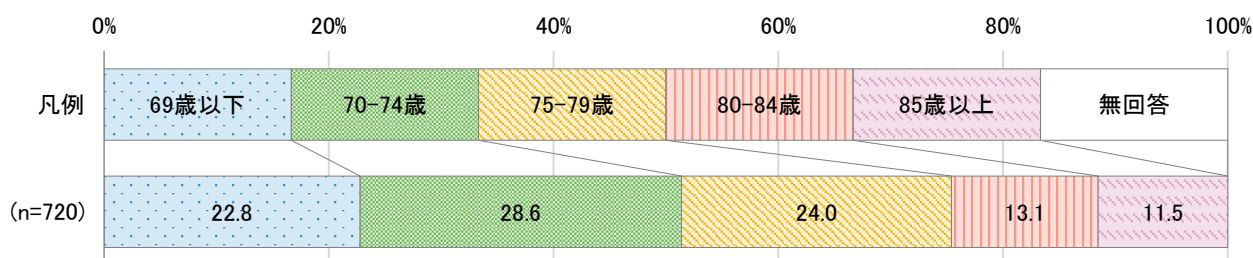 0% 20% 40% 60% 80% 100%
凡例 69歳以下 70-74歳 75-79歳 80-84歳 85歳以上 無回答
(n=720) 22.8 28.6 24.0 13.1 11.5